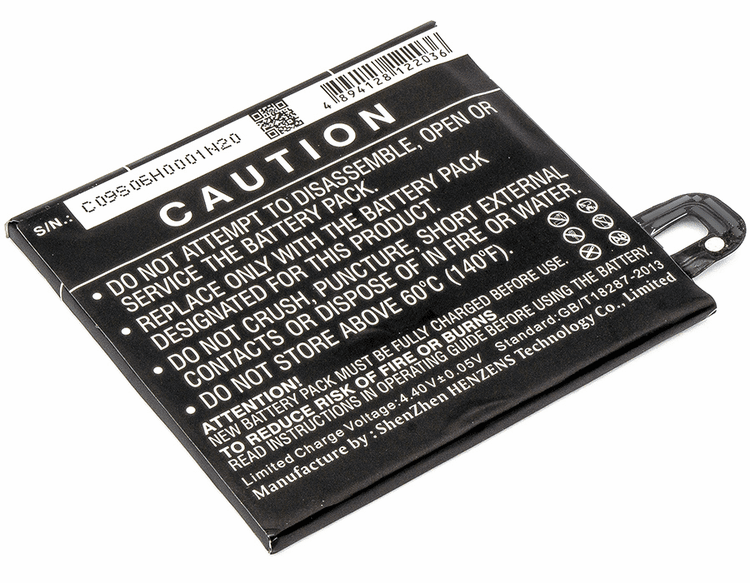 S/N.: C09S06H0001N20
4 894128 122036
CAUTION
• DO NOT ATTEMPT TO DISASSEMBLE, OPEN OR
SERVICE THE BATTERY PACK.
• REPLACE ONLY WITH THE BATTERY PACK
DESIGNATED FOR THIS PRODUCT.
• DO NOT CRUSH, PUNCTURE, SHORT EXTERNAL
CONTACTS OR DISPOSE OF IN FIRE OR WATER.
• DO NOT STORE ABOVE 60°C (140°F).
ATTENTION!
NEW BATTERY PACK MUST BE FULLY CHARGED BEFORE USE.
TO REDUCE RISK OF FIRE OR BURNS
READ INSTRUCTIONS IN OPERATING GUIDE BEFORE USING THE BATTERY
Limited Charge Voltage:4.40V±0.05V Standard:GB/T18287-2013
Manufacture by : ShenZhen HENZENS Technology Co., Limited